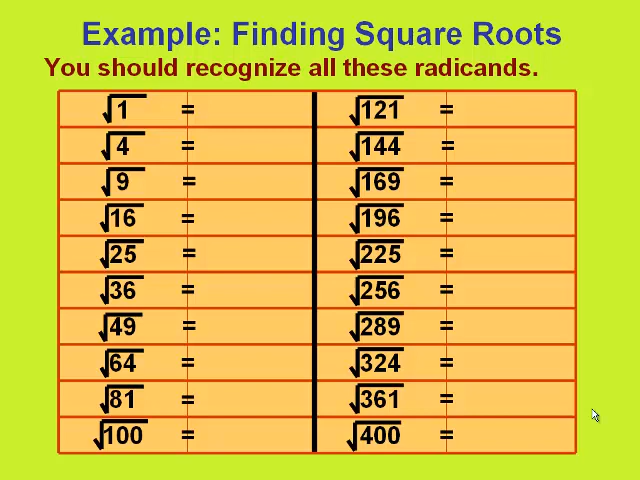 Example: Finding Square Roots
You should recognize all these radicands.
√1 = √121 =
√4 = √144 =
√9 = √169 =
√16 = √196 =
√25 = √225 =
√36 = √256 =
√49 = √289 =
√64 = √324 =
√81 = √361 =
√100 = √400 =